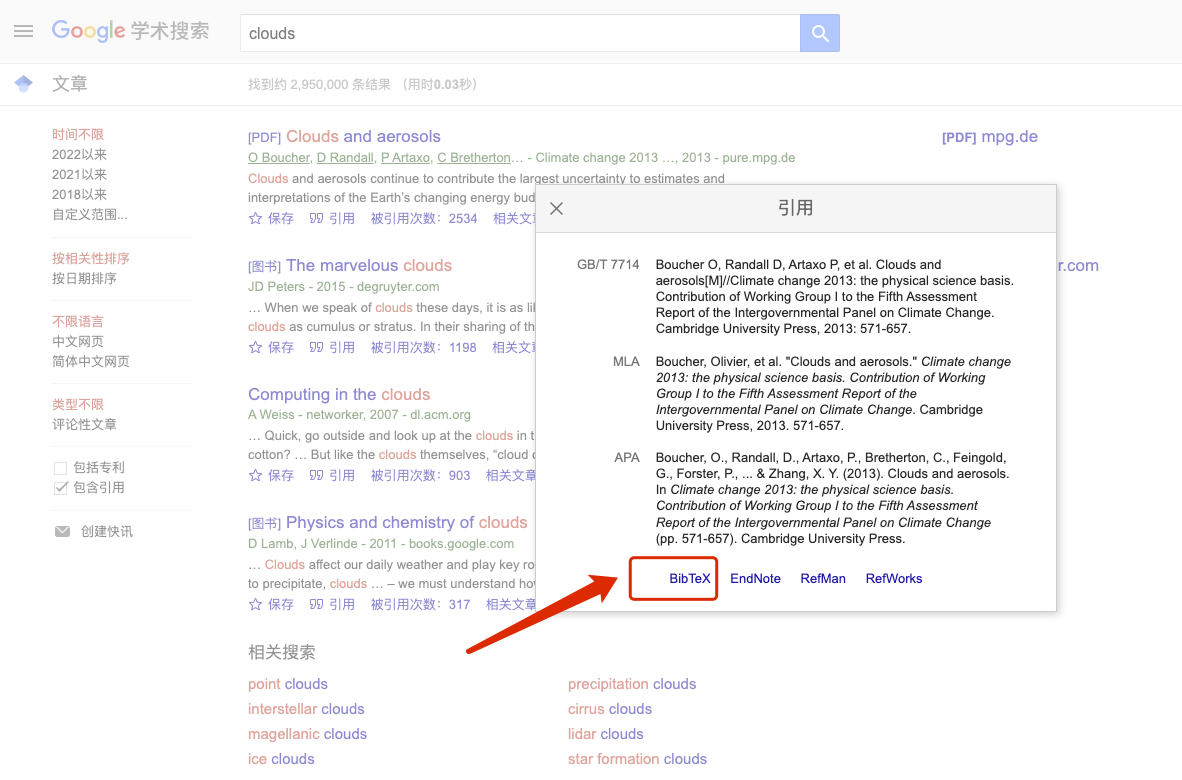 Google 学术搜索
clouds
文章
找到约 2,950,000 条结果 （用时0.03秒）
时间不限
2022以来
2021以来
2018以来
自定义范围...
按相关性排序
按日期排序
不限语言
中文网页
简体中文网页
类型不限
评论性文章
包括专利
包含引用
创建快讯
[PDF] Clouds and aerosols
O Boucher, D Randall, P Artaxo, C Bretherton… - Climate change 2013 …, 2013 - pure.mpg.de
Clouds and aerosols continue to contribute the largest uncertainty to estimates and
interpretations of the Earth’s changing energy bud
保存 引用 被引用次数：2534 相关文
[PDF] mpg.de
[图书] The marvelous clouds
JD Peters - 2015 - degruyter.com
… When we speak of clouds these days, it is as li
clouds as cumulus or stratus. In their sharing of th
保存 引用 被引用次数：1198 相关文
r.com
Computing in the clouds
A Weiss - networker, 2007 - dl.acm.org
… Quick, go outside and look up at the clouds in t
cotton? … But like the clouds themselves, “cloud c
保存 引用 被引用次数：903 相关文章
[图书] Physics and chemistry of clouds
D Lamb, J Verlinde - 2011 - books.google.com
… Clouds affect our daily weather and play key ro
to precipitate, clouds … – we must understand ho
保存 引用 被引用次数：317 相关文章
相关搜索
point clouds
interstellar clouds
magellanic clouds
ice clouds
precipitation clouds
cirrus clouds
lidar clouds
star formation clouds
引用
GB/T 7714
Boucher O, Randall D, Artaxo P, et al. Clouds and
aerosols[M]//Climate change 2013: the physical science basis.
Contribution of Working Group I to the Fifth Assessment
Report of the Intergovernmental Panel on Climate Change.
Cambridge University Press, 2013: 571-657.
MLA
Boucher, Olivier, et al. "Clouds and aerosols." Climate change
2013: the physical science basis. Contribution of Working
Group I to the Fifth Assessment Report of the
Intergovernmental Panel on Climate Change. Cambridge
University Press, 2013. 571-657.
APA
Boucher, O., Randall, D., Artaxo, P., Bretherton, C., Feingold,
G., Forster, P., ... & Zhang, X. Y. (2013). Clouds and aerosols.
In Climate change 2013: the physical science basis.
Contribution of Working Group I to the Fifth Assessment
Report of the Intergovernmental Panel on Climate Change
(pp. 571-657). Cambridge University Press.
BibTeX EndNote RefMan RefWorks